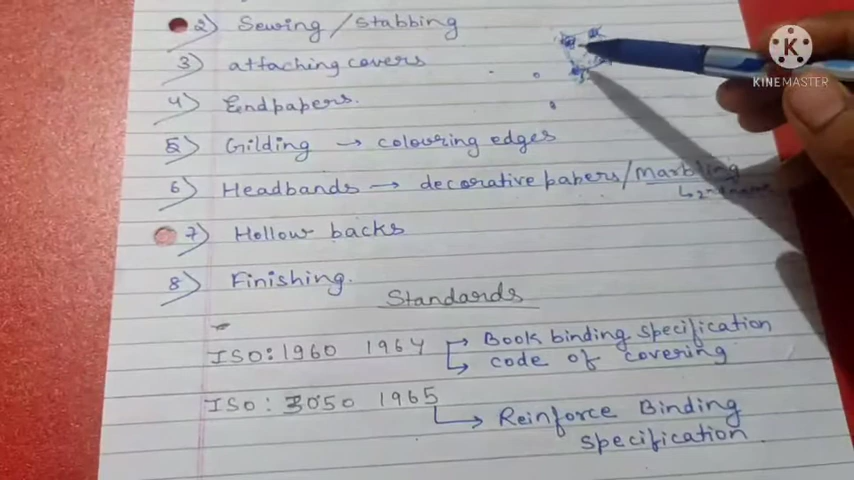 2) Sewing / Stabbing
3) attaching covers
4) Endpapers.
5) Gilding → colouring edges
6) Headbands → decorative papers / Marbling
↳ 2nd name
7) Hollow backs
8) Finishing.
Standards
ISO: 1960 1964 → Book binding specification
→ code of covering
ISO: 3050 1965
→ Reinforce Binding
specification
K
KINEMASTER